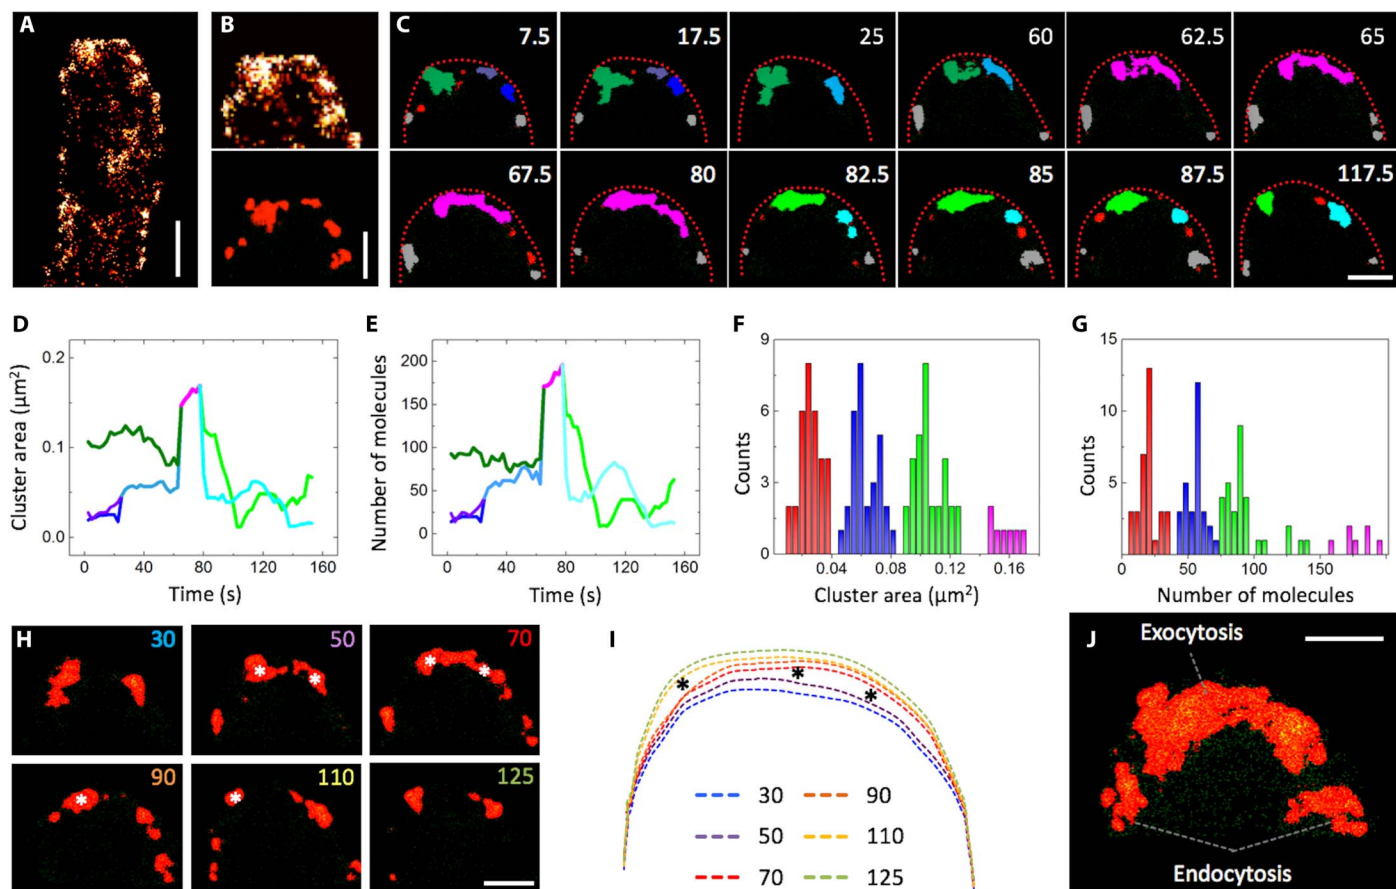 A
B
C
7.5
17.5
25
60
62.5
65
67.5
80
82.5
85
87.5
117.5
D
Cluster area (μm²)
0.2
0.1
0.0
0 40 80 120 160
Time (s)
E
Number of molecules
200
150
100
50
0
0 40 80 120 160
Time (s)
F
Counts
9
6
3
0
0.04 0.08 0.12 0.16
Cluster area (μm²)
G
Counts
15
10
5
0
0 50 100 150
Number of molecules
H
30
50
*
*
70
*
*
90
*
110
*
125
I
*
*
*
30
90
50
110
70
125
J
Exocytosis
Endocytosis